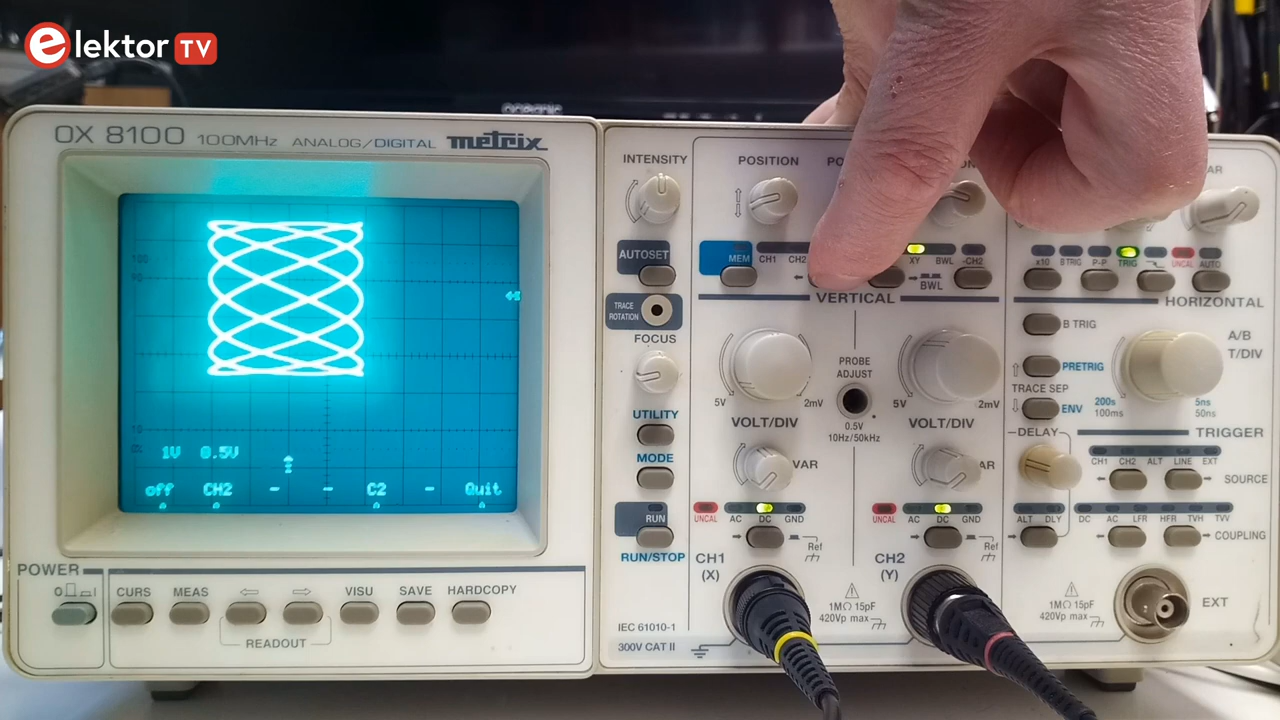 elektor TV
OX 8100 100MHz ANALOG/DIGITAL metrix
INTENSITY
POSITION
AUTOSET
MEM
CH1 CH2
XY BWL -CH2
BWL
x10 B TRIG P-P TRIG UNCAL AUTO
TRACE
ROTATION
VERTICAL
HORIZONTAL
FOCUS
B TRIG
A/B
T/DIV
PROBE
ADJUST
PRETRIG
TRACE SEP
ENV
200s
100ms
5ns
50ns
5V 2mV
5V 2mV
0.5V
10Hz/50kHz
UTILITY
VOLT/DIV
VOLT/DIV
DELAY
TRIGGER
MODE
VAR
CH1 CH2 ALT LINE EXT
SOURCE
1V 0.5V
off CH2 - - C2 - Quit
RUN
RUN/STOP
UNCAL AC DC GND
UNCAL AC DC GND
ALT DLY DC AC LFR HFR TVH TVV
COUPLING
Ref
Ref
CH1
(X)
CH2
(Y)
POWER
CURS MEAS VISU SAVE HARDCOPY
READOUT
1MΩ 15pF
420Vp max
1MΩ 15pF
420Vp max
EXT
IEC 61010-1
300V CAT II